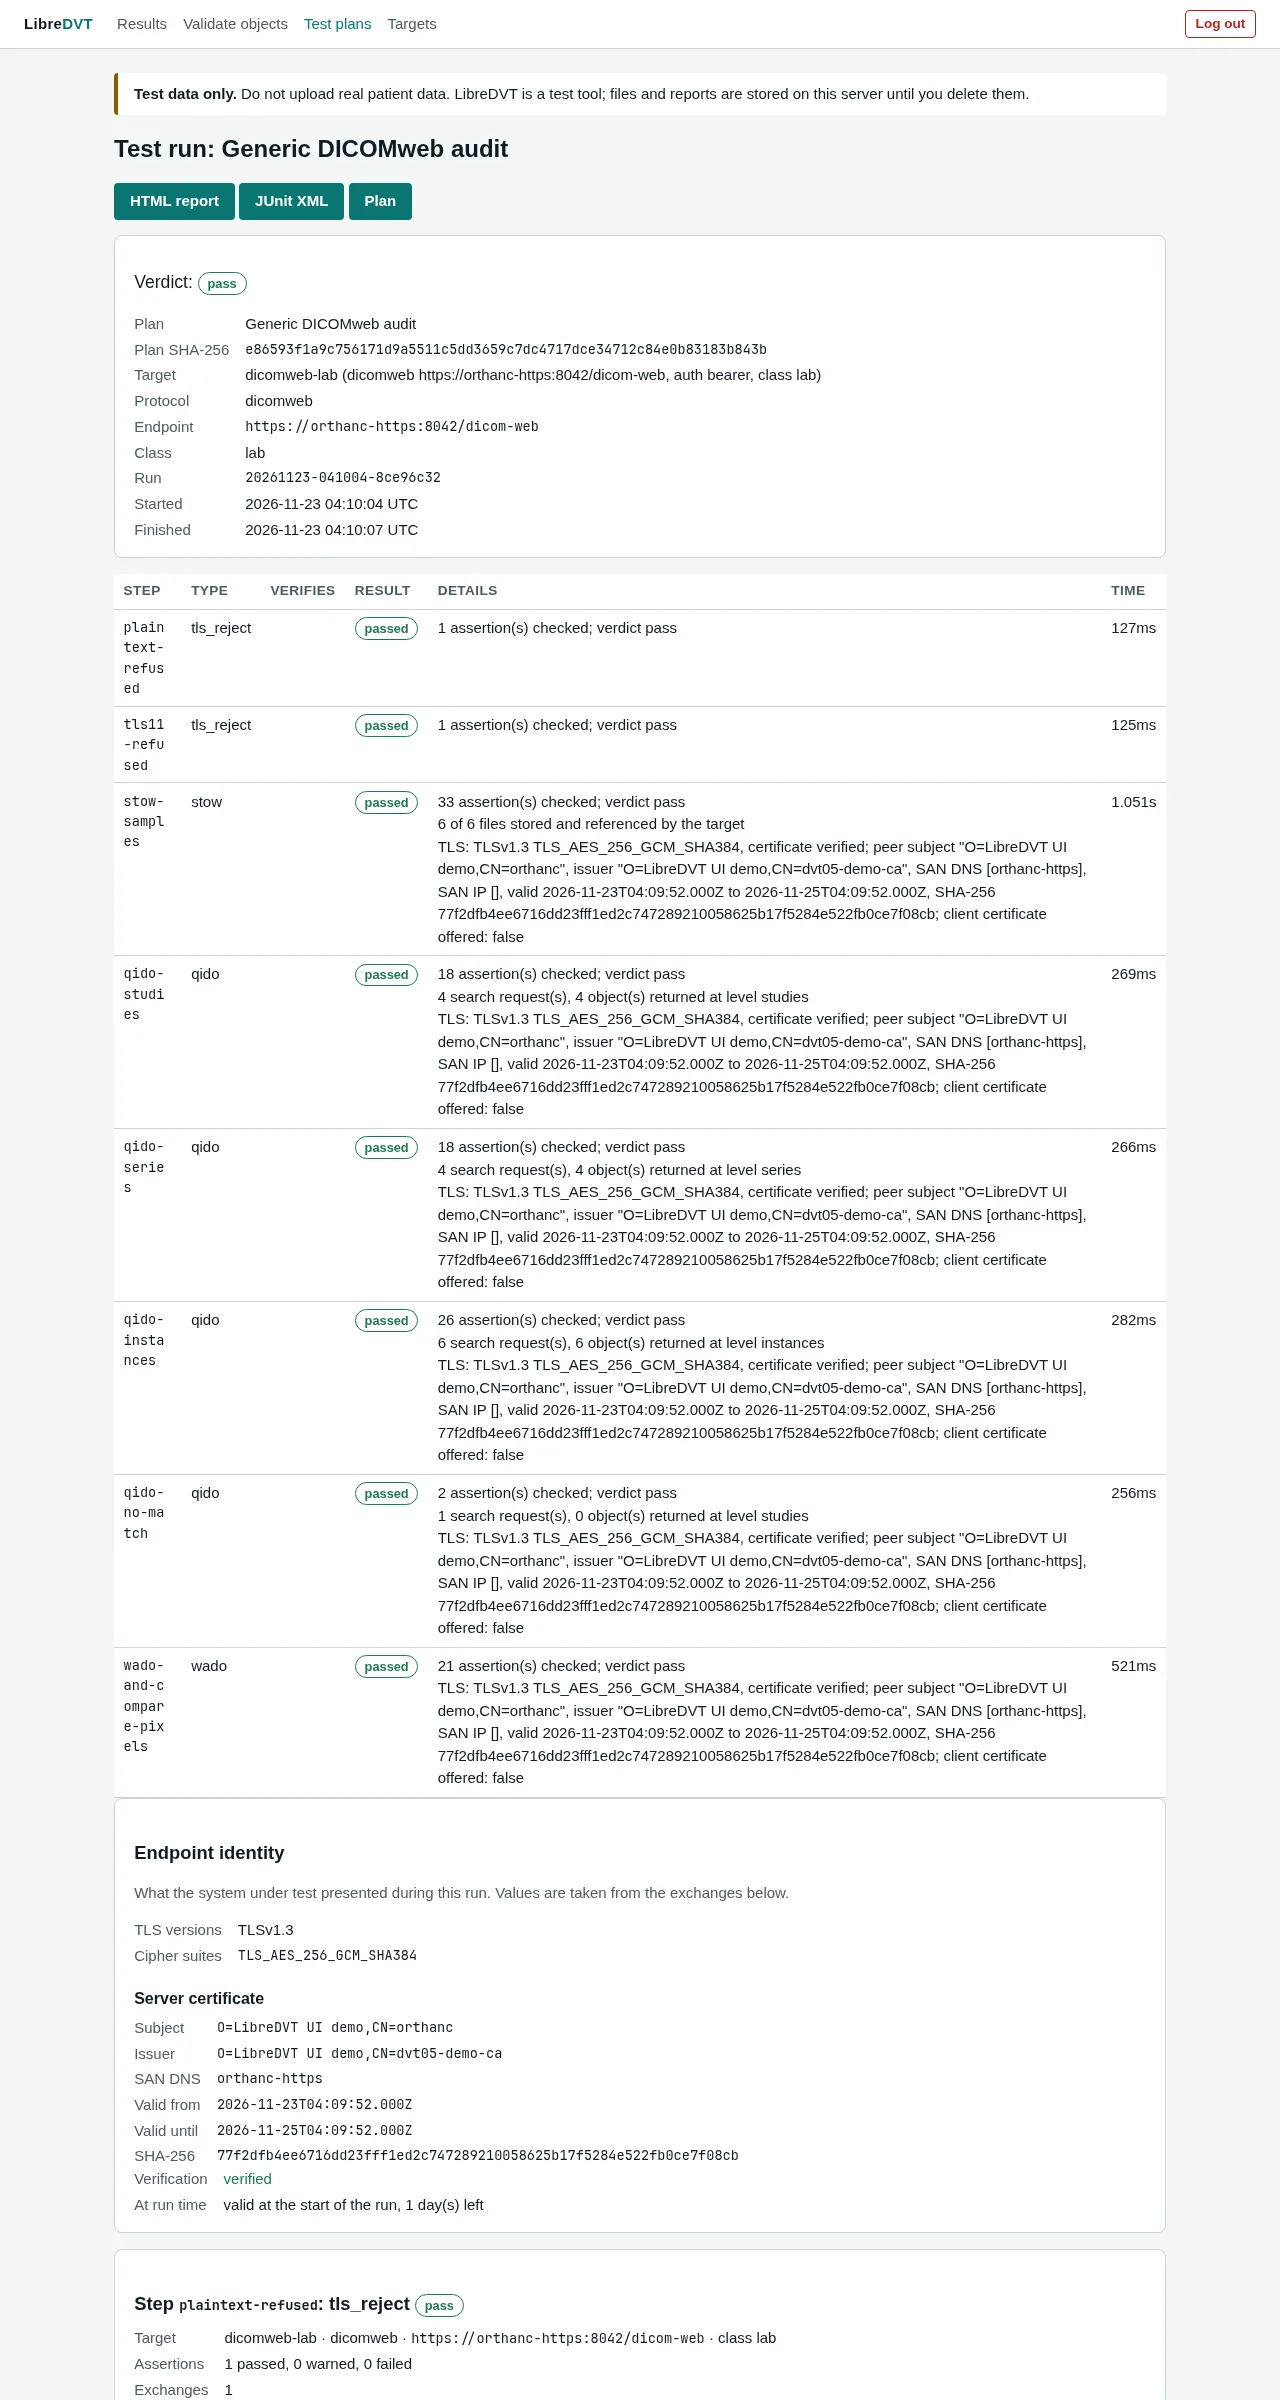 LibreDVT Results Validate objects Test plans Targets Log out
Test data only. Do not upload real patient data. LibreDVT is a test tool; files and reports are stored on this server until you delete them.
Test run: Generic DICOMweb audit
HTML report JUnit XML Plan
Verdict: pass
Plan Generic DICOMweb audit
Plan SHA-256 e86593f1a9c756171d9a5511c5dd3659c7dc4717dce34712c84e0b83183b843b
Target dicomweb-lab (dicomweb https://orthanc-https:8042/dicom-web, auth bearer, class lab)
Protocol dicomweb
Endpoint https://orthanc-https:8042/dicom-web
Class lab
Run 20261123-041004-8ce96c32
Started 2026-11-23 04:10:04 UTC
Finished 2026-11-23 04:10:07 UTC
STEP TYPE VERIFIES RESULT DETAILS TIME
plain tls_reject passed 1 assertion(s) checked; verdict pass 127ms
text-
refus
ed
tls11 tls_reject passed 1 assertion(s) checked; verdict pass 125ms
-refu
sed
stow- stow passed 33 assertion(s) checked; verdict pass 1.051s
sampl 6 of 6 files stored and referenced by the target
es TLS: TLSv1.3 TLS_AES_256_GCM_SHA384, certificate verified; peer subject "O=LibreDVT UI
demo,CN=orthanc", issuer "O=LibreDVT UI demo,CN=dvt05-demo-ca", SAN DNS [orthanc-https],
SAN IP [], valid 2026-11-23T04:09:52.000Z to 2026-11-25T04:09:52.000Z, SHA-256
77f2dfb4ee6716dd23fff1ed2c747289210058625b17f5284e522fb0ce7f08cb; client certificate
offered: false
qido- qido passed 18 assertion(s) checked; verdict pass 269ms
studi 4 search request(s), 4 object(s) returned at level studies
es TLS: TLSv1.3 TLS_AES_256_GCM_SHA384, certificate verified; peer subject "O=LibreDVT UI
demo,CN=orthanc", issuer "O=LibreDVT UI demo,CN=dvt05-demo-ca", SAN DNS [orthanc-https],
SAN IP [], valid 2026-11-23T04:09:52.000Z to 2026-11-25T04:09:52.000Z, SHA-256
77f2dfb4ee6716dd23fff1ed2c747289210058625b17f5284e522fb0ce7f08cb; client certificate
offered: false
qido- qido passed 18 assertion(s) checked; verdict pass 266ms
serie 4 search request(s), 4 object(s) returned at level series
s TLS: TLSv1.3 TLS_AES_256_GCM_SHA384, certificate verified; peer subject "O=LibreDVT UI
demo,CN=orthanc", issuer "O=LibreDVT UI demo,CN=dvt05-demo-ca", SAN DNS [orthanc-https],
SAN IP [], valid 2026-11-23T04:09:52.000Z to 2026-11-25T04:09:52.000Z, SHA-256
77f2dfb4ee6716dd23fff1ed2c747289210058625b17f5284e522fb0ce7f08cb; client certificate
offered: false
qido- qido passed 26 assertion(s) checked; verdict pass 282ms
insta 6 search request(s), 6 object(s) returned at level instances
nces TLS: TLSv1.3 TLS_AES_256_GCM_SHA384, certificate verified; peer subject "O=LibreDVT UI
demo,CN=orthanc", issuer "O=LibreDVT UI demo,CN=dvt05-demo-ca", SAN DNS [orthanc-https],
SAN IP [], valid 2026-11-23T04:09:52.000Z to 2026-11-25T04:09:52.000Z, SHA-256
77f2dfb4ee6716dd23fff1ed2c747289210058625b17f5284e522fb0ce7f08cb; client certificate
offered: false
qido- qido passed 2 assertion(s) checked; verdict pass 256ms
no-ma 1 search request(s), 0 object(s) returned at level studies
tch TLS: TLSv1.3 TLS_AES_256_GCM_SHA384, certificate verified; peer subject "O=LibreDVT UI
demo,CN=orthanc", issuer "O=LibreDVT UI demo,CN=dvt05-demo-ca", SAN DNS [orthanc-https],
SAN IP [], valid 2026-11-23T04:09:52.000Z to 2026-11-25T04:09:52.000Z, SHA-256
77f2dfb4ee6716dd23fff1ed2c747289210058625b17f5284e522fb0ce7f08cb; client certificate
offered: false
wado- wado passed 21 assertion(s) checked; verdict pass 521ms
and-c TLS: TLSv1.3 TLS_AES_256_GCM_SHA384, certificate verified; peer subject "O=LibreDVT UI
ompar demo,CN=orthanc", issuer "O=LibreDVT UI demo,CN=dvt05-demo-ca", SAN DNS [orthanc-https],
e-pix SAN IP [], valid 2026-11-23T04:09:52.000Z to 2026-11-25T04:09:52.000Z, SHA-256
els 77f2dfb4ee6716dd23fff1ed2c747289210058625b17f5284e522fb0ce7f08cb; client certificate
offered: false
Endpoint identity
What the system under test presented during this run. Values are taken from the exchanges below.
TLS versions TLSv1.3
Cipher suites TLS_AES_256_GCM_SHA384
Server certificate
Subject O=LibreDVT UI demo,CN=orthanc
Issuer O=LibreDVT UI demo,CN=dvt05-demo-ca
SAN DNS orthanc-https
Valid from 2026-11-23T04:09:52.000Z
Valid until 2026-11-25T04:09:52.000Z
SHA-256 77f2dfb4ee6716dd23fff1ed2c747289210058625b17f5284e522fb0ce7f08cb
Verification verified
At run time valid at the start of the run, 1 day(s) left
Step plaintext-refused: tls_reject pass
Target dicomweb-lab · dicomweb · https://orthanc-https:8042/dicom-web · class lab
Assertions 1 passed, 0 warned, 0 failed
Exchanges 1